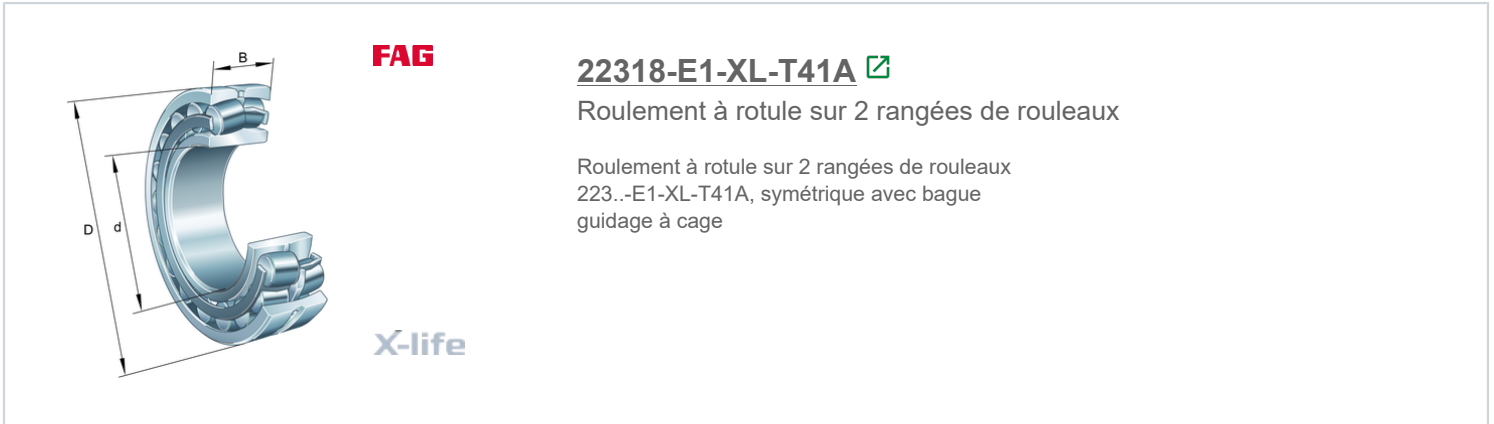 FAG
B
D
d
X-life
22318-E1-XL-T41A
Roulement à rotule sur 2 rangées de rouleaux
Roulement à rotule sur 2 rangées de rouleaux
223..-E1-XL-T41A, symétrique avec bague
guidage à cage